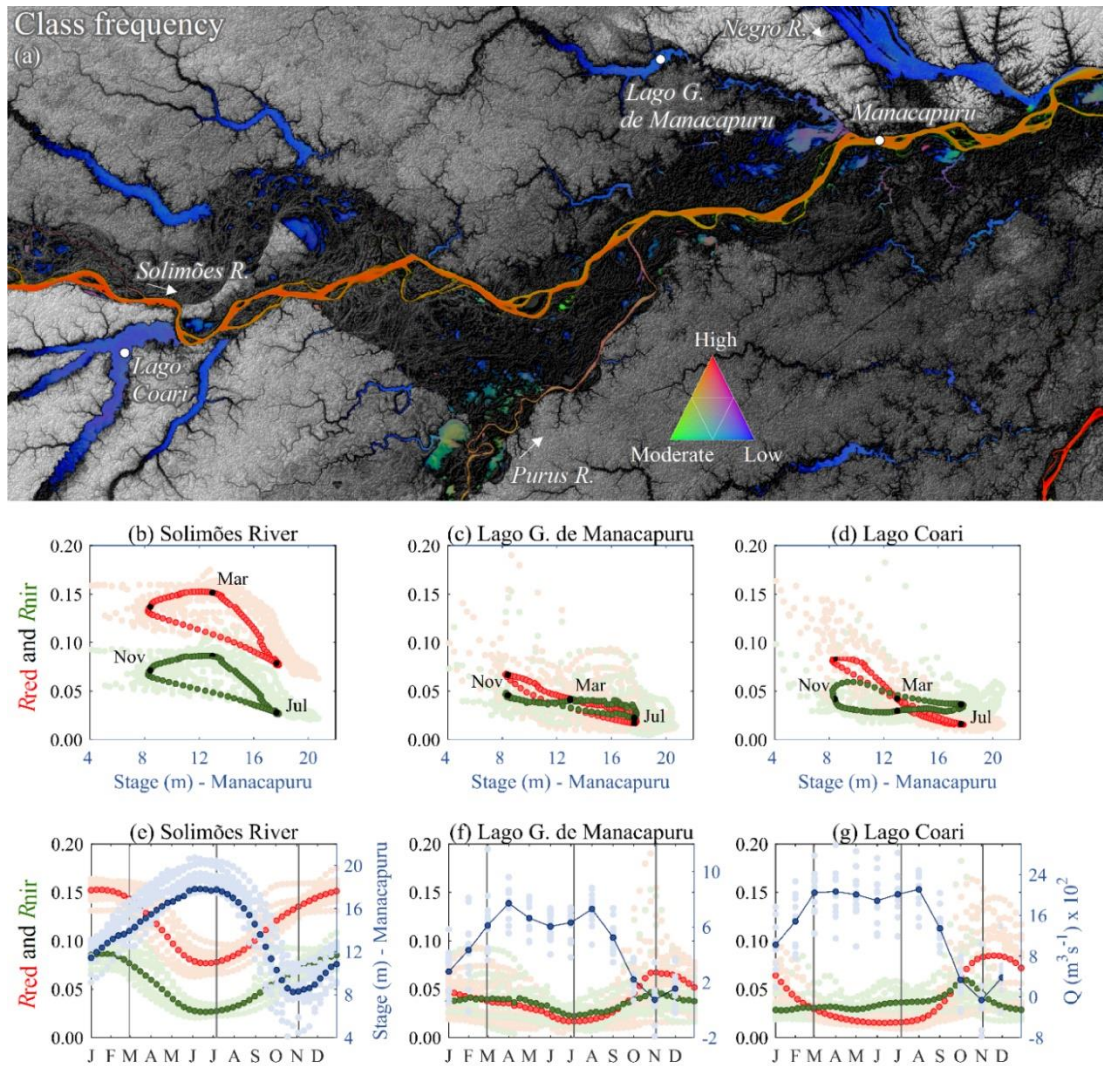 Class frequency
(a)
Negro R.
Lago G.
de Manacapuru
Manacapuru
Solimões R.
Lago
Coari
High
Moderate Low
Purus R.
(b) Solimões River
(c) Lago G. de Manacapuru
(d) Lago Coari
Rred and Rnir
0.20
0.15
0.10
0.05
0.00
Mar
Nov
Jul
4 8 12 16 20
Stage (m) - Manacapuru
0.20
0.15
0.10
0.05
0.00
Nov
Mar
Jul
4 8 12 16 20
Stage (m) - Manacapuru
0.20
0.15
0.10
0.05
0.00
Nov
Mar
Jul
4 8 12 16 20
Stage (m) - Manacapuru
(e) Solimões River
(f) Lago G. de Manacapuru
(g) Lago Coari
Rred and Rnir
0.20
0.15
0.10
0.05
0.00
J F M A M J J A S O N D
20
16
12
8
4
Stage (m) - Manacapuru
0.20
0.15
0.10
0.05
0.00
J F M A M J J A S O N D
10
6
2
-2
0.20
0.15
0.10
0.05
0.00
J F M A M J J A S O N D
24
16
8
0
-8
Q (m³s⁻¹) x 10²